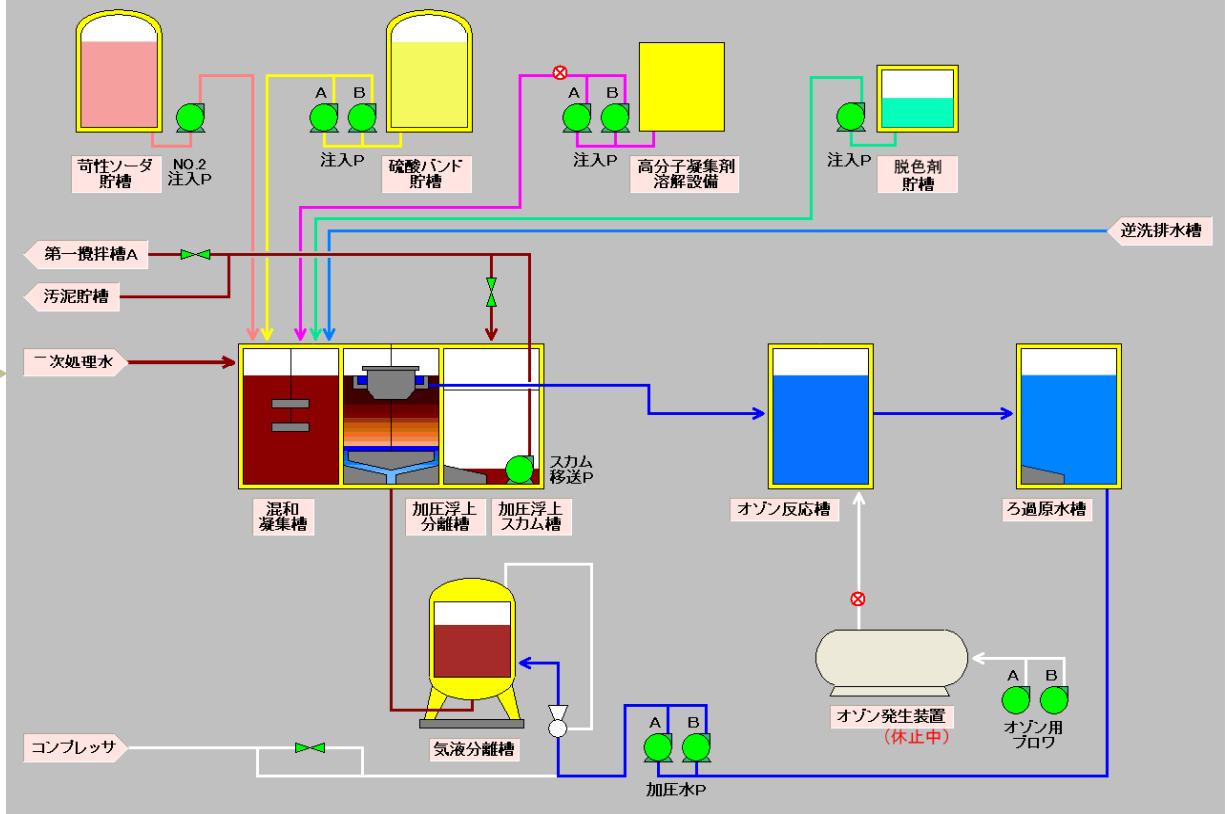 A B
A B
苛性ソーダ
貯槽
NO.2
注入P
注入P
硫酸バンド
貯槽
注入P
高分子凝集剤
溶解設備
注入P
脱色剤
貯槽
逆洗排水槽
第一攪拌槽A
汚泥貯槽
二次処理水
スカム
移送P
混和
凝集槽
加圧浮上
分離槽
加圧浮上
スカム槽
オゾン反応槽
ろ過原水槽
A B
オゾン発生装置
(休止中)
オゾン用
ブロワ
気液分離槽
コンプレッサ
A B
加圧水P